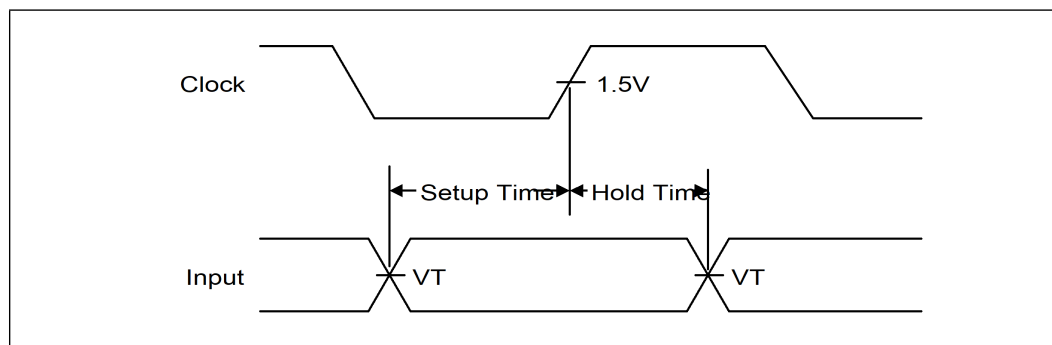 Clock
1.5V
Setup Time
Hold Time
Input
VT
VT